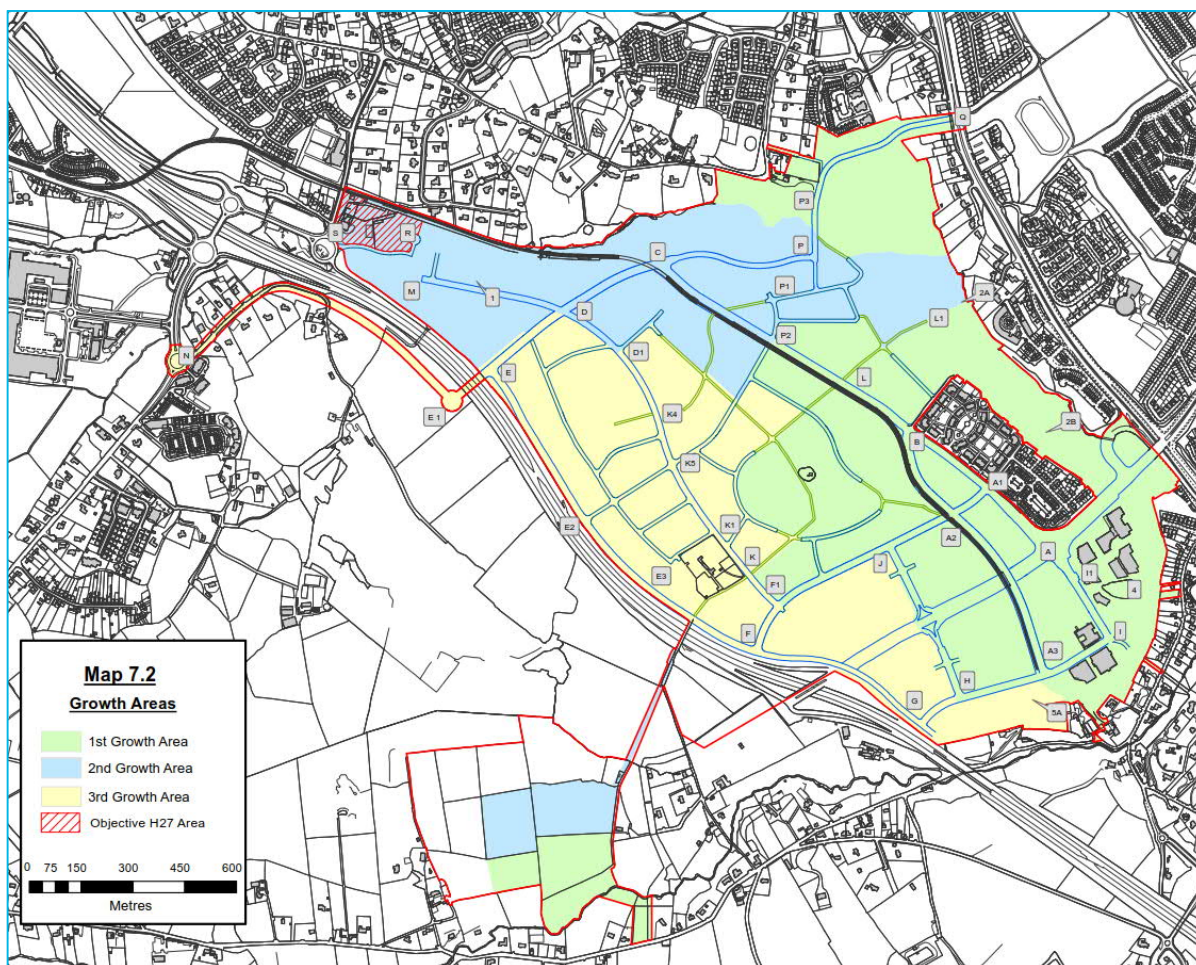 Q
P3
S
R
C
P
M
1
P1
2A
D
L1
P2
N
D1
E
L
E 1
K4
2B
B
K5
A1
E2
K1
A2
A
K
J
E3
F1
I1
4
F
I
A3
H
G
5A
Map 7.2
Growth Areas
1st Growth Area
2nd Growth Area
3rd Growth Area
Objective H27 Area
0 75 150 300 450 600
Metres